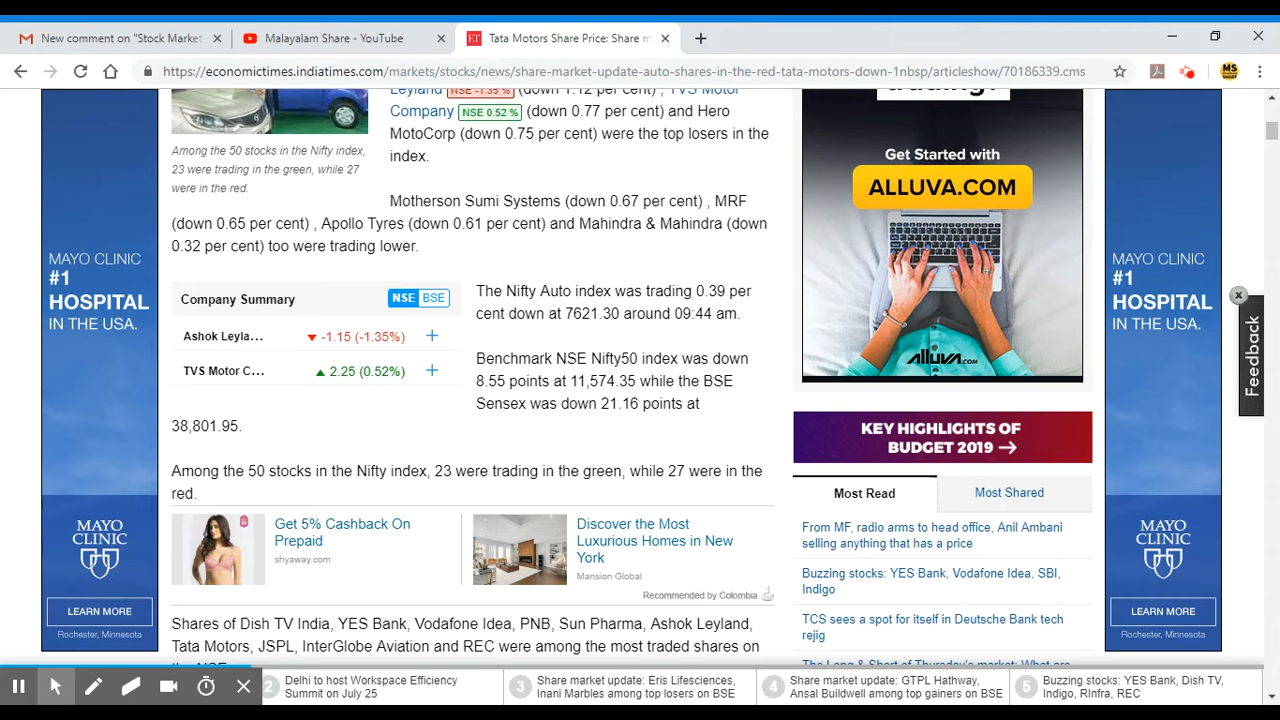 New comment on "Stock Market
Malayalam Share - YouTube
ET
Tata Motors Share Price: Share m
https://economictimes.indiatimes.com/markets/stocks/news/share-market-update-auto-shares-in-the-red-tata-motors-down-1nbsp/articleshow/70186339.cms
MS
Leyland NSE -1.35 % (down 1.12 per cent) , TVS Motor
Company NSE 0.52 % (down 0.77 per cent) and Hero
MotoCorp (down 0.75 per cent) were the top losers in the
index.
Among the 50 stocks in the Nifty index,
23 were trading in the green, while 27
were in the red.
Motherson Sumi Systems (down 0.67 per cent) , MRF
(down 0.65 per cent) , Apollo Tyres (down 0.61 per cent) and Mahindra & Mahindra (down
0.32 per cent) too were trading lower.
Company Summary NSE BSE
Ashok Leyla... -1.15 (-1.35%) +
TVS Motor C... 2.25 (0.52%) +
The Nifty Auto index was trading 0.39 per
cent down at 7621.30 around 09:44 am.
Benchmark NSE Nifty50 index was down
8.55 points at 11,574.35 while the BSE
Sensex was down 21.16 points at
38,801.95.
Among the 50 stocks in the Nifty index, 23 were trading in the green, while 27 were in the
red.
Get 5% Cashback On
Prepaid
shyaway.com
Discover the Most
Luxurious Homes in New
York
Mansion Global
Recommended by Colombia
Shares of Dish TV India, YES Bank, Vodafone Idea, PNB, Sun Pharma, Ashok Leyland,
Tata Motors, JSPL, InterGlobe Aviation and REC were among the most traded shares on
the NSE
MAYO CLINIC
#1
HOSPITAL
IN THE USA.
MAYO
CLINIC
LEARN MORE
Rochester, Minnesota
trading?
Get Started with
ALLUVA.COM
ALLUVA.COM
KEY HIGHLIGHTS OF
BUDGET 2019 →
Most Read
Most Shared
From MF, radio arms to head office, Anil Ambani
selling anything that has a price
Buzzing stocks: YES Bank, Vodafone Idea, SBI,
Indigo
TCS sees a spot for itself in Deutsche Bank tech
rejig
The Long & Short of Thursday's market: What are
MAYO CLINIC
#1
HOSPITAL
IN THE USA.
MAYO
CLINIC
LEARN MORE
Rochester, Minnesota
Feedback
2 Delhi to host Workspace Efficiency
Summit on July 25
3 Share market update: Eris Lifesciences,
Inani Marbles among top losers on BSE
4 Share market update: GTPL Hathway,
Ansal Buildwell among top gainers on BSE
5 Buzzing stocks: YES Bank, Dish TV,
Indigo, RInfra, REC